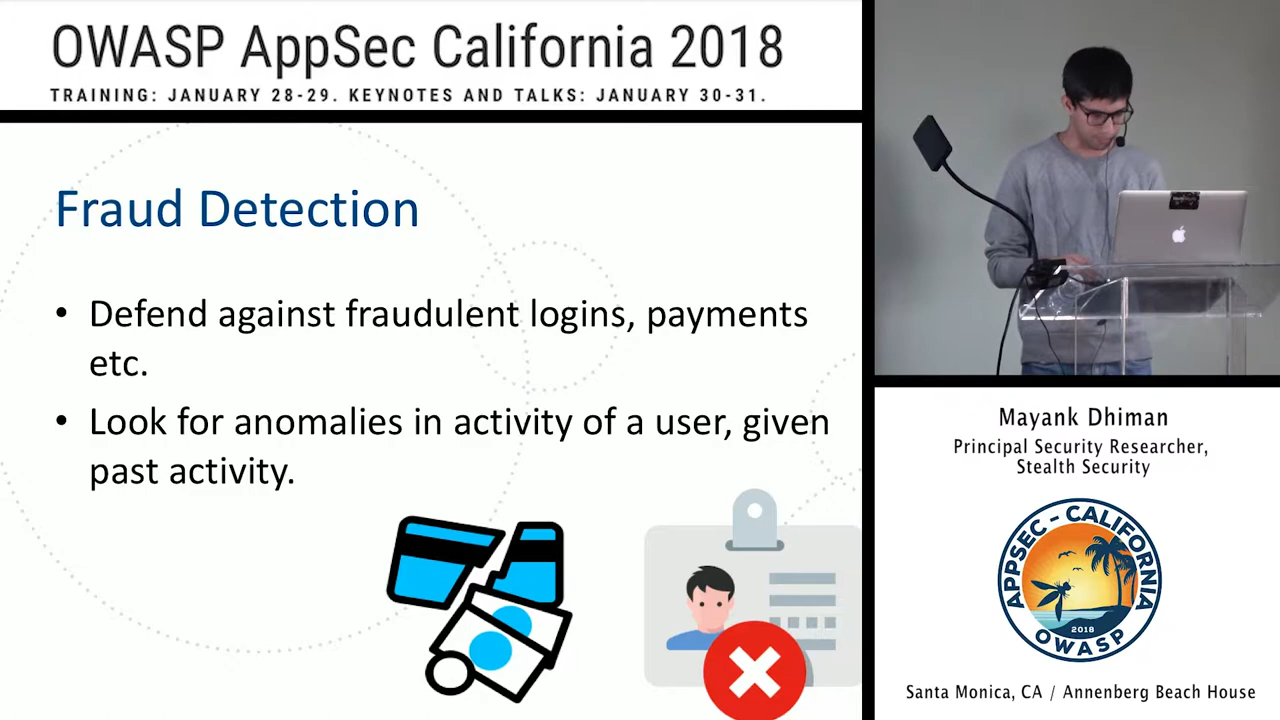 OWASP AppSec California 2018
TRAINING: JANUARY 28-29. KEYNOTES AND TALKS: JANUARY 30-31.
Fraud Detection
• Defend against fraudulent logins, payments
etc.
• Look for anomalies in activity of a user, given
past activity.
Mayank Dhiman
Principal Security Researcher,
Stealth Security
APPSEC - CALIFORNIA
2018
OWASP
Santa Monica, CA / Annenberg Beach House